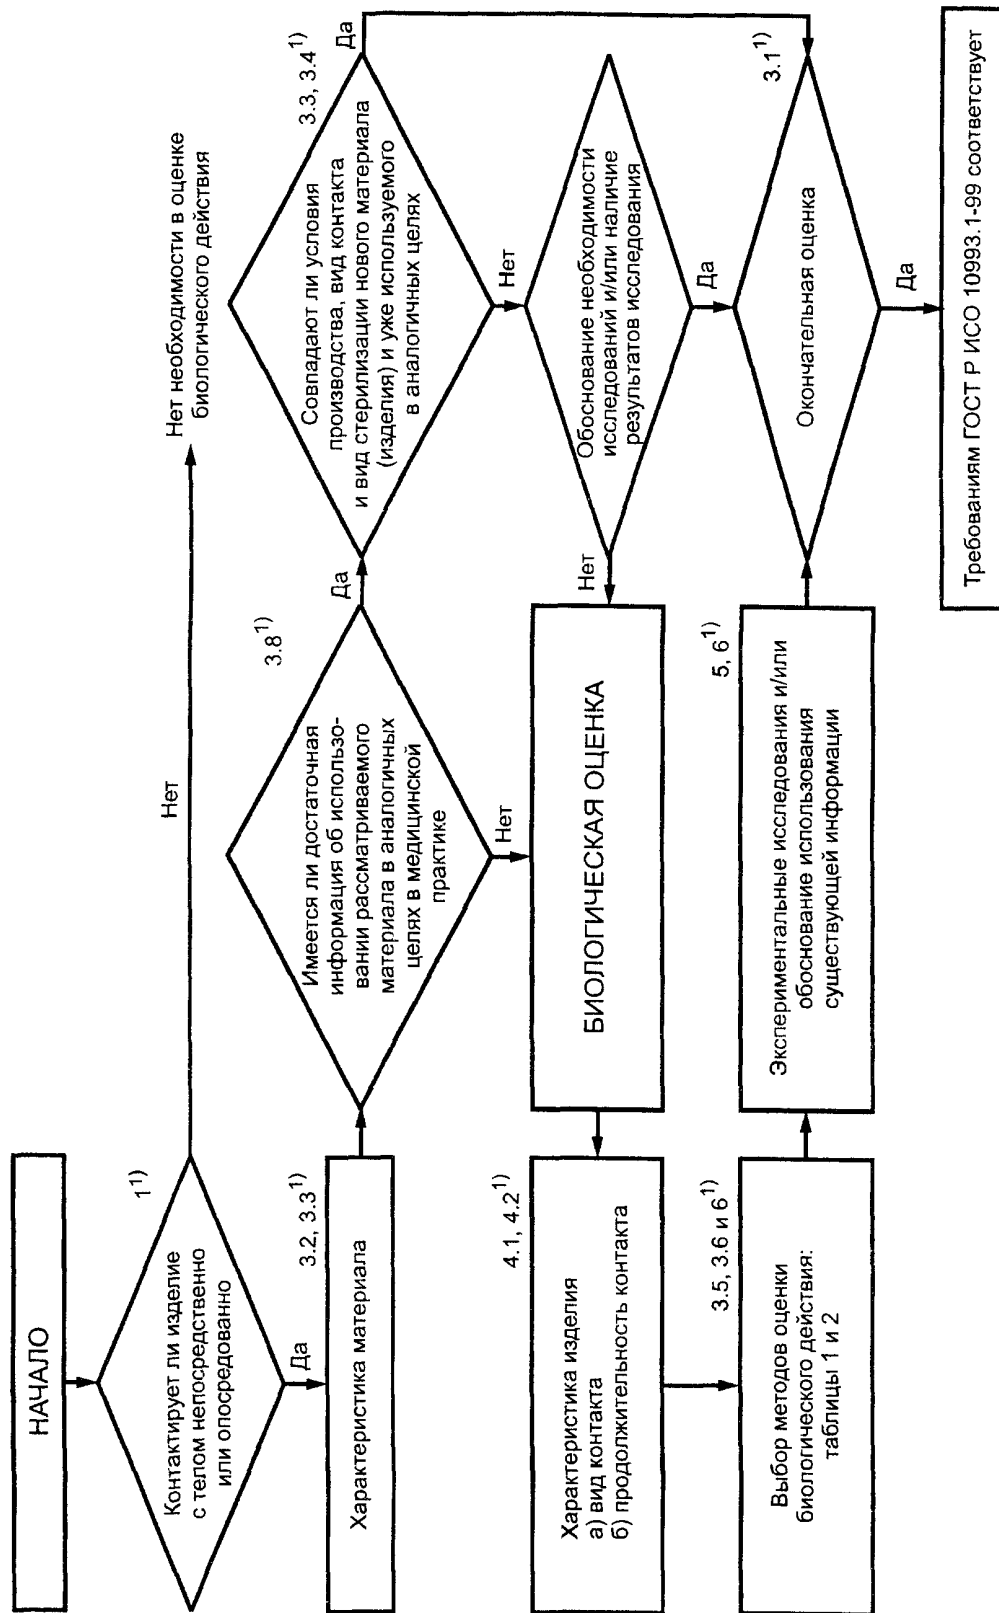 НАЧАЛО
1¹⁾
Контактирует ли изделие
с телом непосредственно
или опосредованно
Нет
Нет необходимости в оценке
биологического действия
Да
3.2, 3.3¹⁾
Характеристика материала
3.8¹⁾
Имеется ли достаточная
информация об использо-
вании рассматриваемого
материала в аналогичных
целях в медицинской
практике
Да
Нет
3.3, 3.4¹⁾
Совпадают ли условия
производства, вид контакта
и вид стерилизации нового материала
(изделия) и уже используемого
в аналогичных целях
Да
Нет
Обоснование необходимости
исследований и/или наличие
результатов исследования
Нет
Да
БИОЛОГИЧЕСКАЯ ОЦЕНКА
4.1, 4.2¹⁾
Характеристика изделия
а) вид контакта
б) продолжительность контакта
3.5, 3.6 и 6¹⁾
Выбор методов оценки
биологического действия:
таблицы 1 и 2
5, 6¹⁾
Экспериментальные исследования и/или
обоснование использования
существующей информации
3.1¹⁾
Окончательная оценка
Да
Требованиям ГОСТ Р ИСО 10993.1-99 соответствует